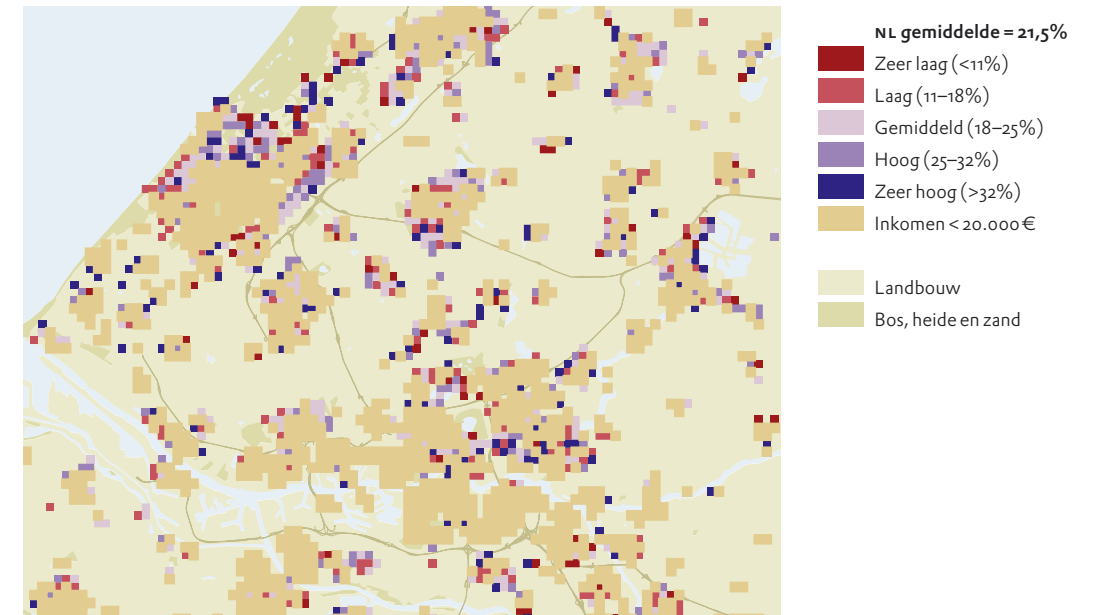 NL gemiddelde = 21,5%
Zeer laag (<11%)
Laag (11–18%)
Gemiddeld (18–25%)
Hoog (25–32%)
Zeer hoog (>32%)
Inkomen < 20.000 €
Landbouw
Bos, heide en zand